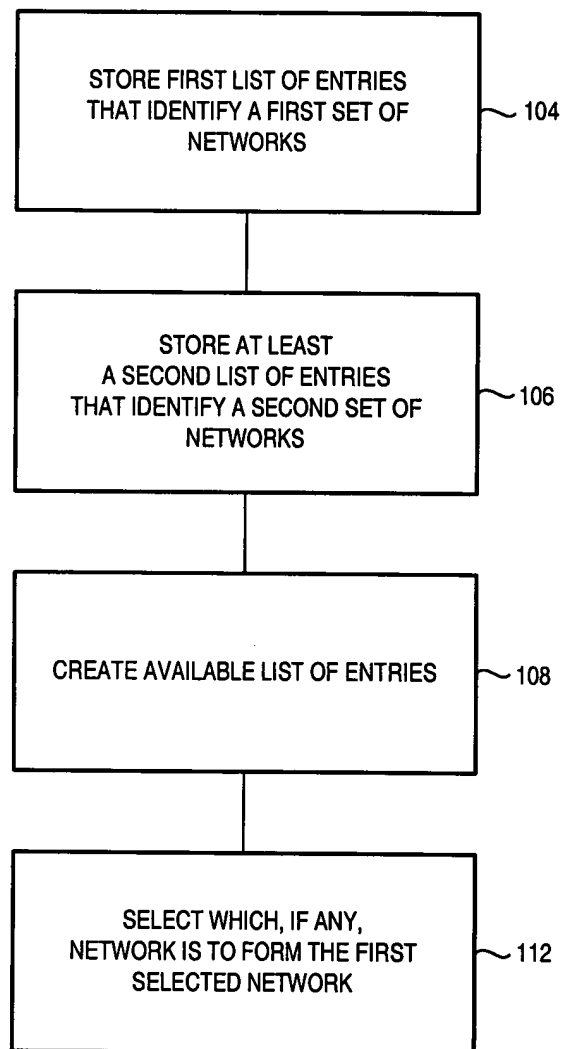 STORE FIRST LIST OF ENTRIES
THAT IDENTIFY A FIRST SET OF
NETWORKS
104
STORE AT LEAST
A SECOND LIST OF ENTRIES
THAT IDENTIFY A SECOND SET OF
NETWORKS
106
CREATE AVAILABLE LIST OF ENTRIES
108
SELECT WHICH, IF ANY,
NETWORK IS TO FORM THE FIRST
SELECTED NETWORK
112